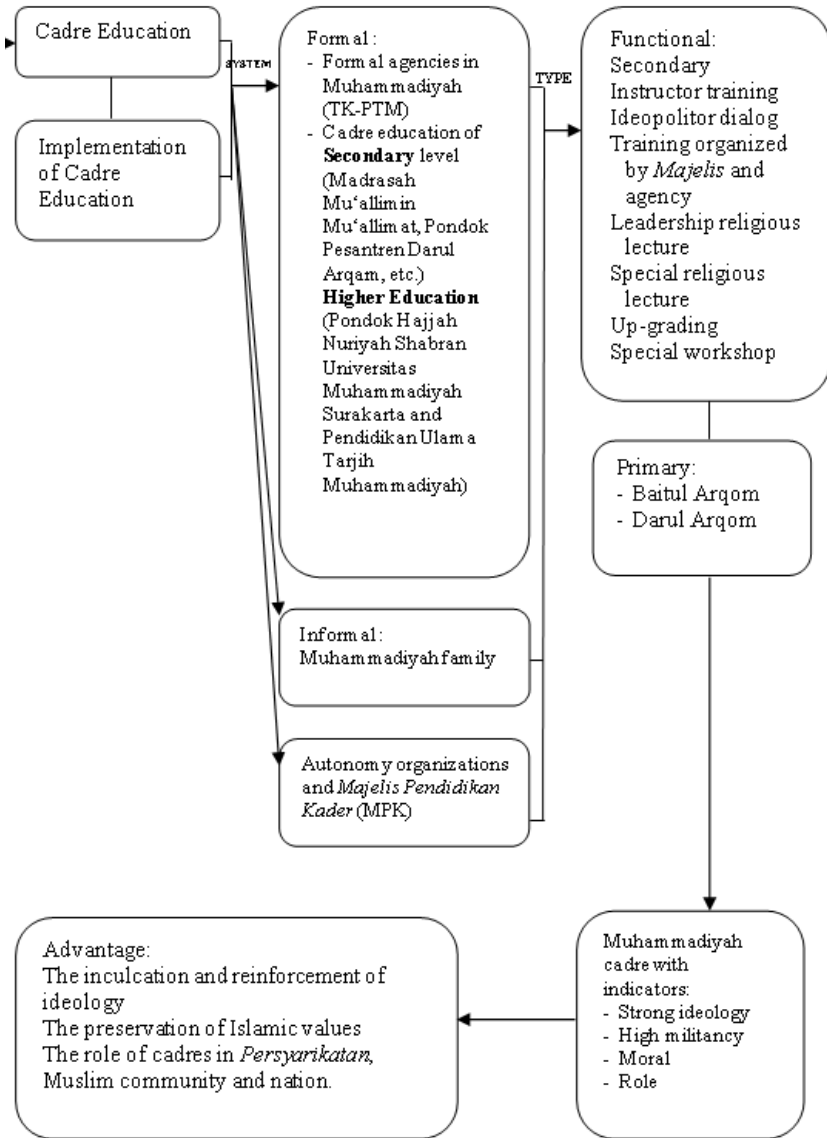 Cadre Education
Implementation
of Cadre
Education
SYSTEM
Formal:
- Formal agencies in
Muhammadiyah
(TK-PTM)
- Cadre education of
Secondary level
(Madrasah
Mu‘allimin
Mu‘allimat, Pondok
Pesantren Darul
Arqam, etc.)
Higher Education
(Pondok Hajjah
Nuriyah Shabran
Universitas
Muhammadiyah
Surakarta and
Pendidikan Ulama
Tarjih
Muhammadiyah)
Informal:
Muhammadiyah family
Autonomy organizations
and Majelis Pendidikan
Kader (MPK)
TYPE
Functional:
Secondary
Instructor training
Ideopolitor dialog
Training organized
by Majelis and
agency
Leadership religious
lecture
Special religious
lecture
Up-grading
Special workshop
Primary:
- Baitul Arqom
- Darul Arqom
Muhammadiyah
cadre with
indicators:
- Strong ideology
- High militancy
- Moral
- Role
Advantage:
The inculcation and reinforcement of
ideology
The preservation of Islamic values
The role of cadres in Persyarikatan,
Muslim community and nation.